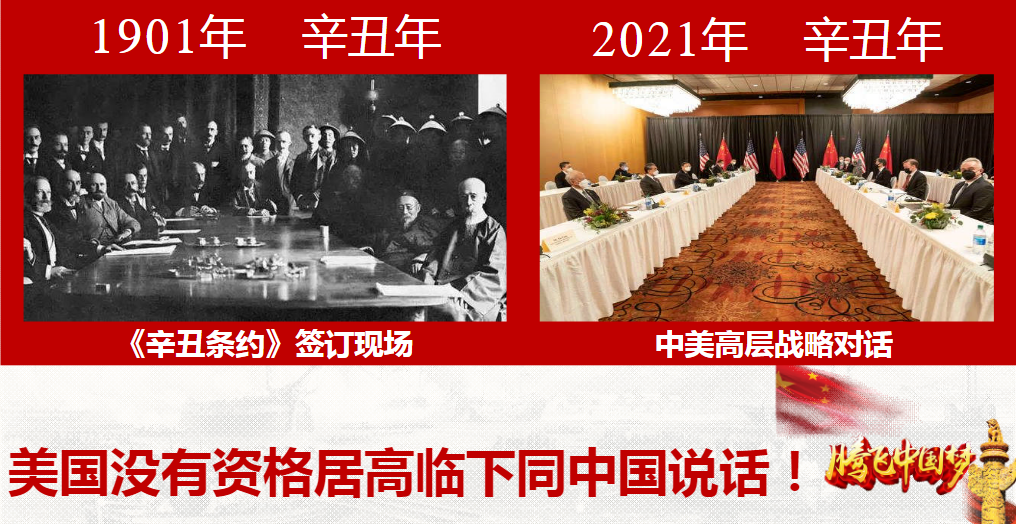 1901年 辛丑年
2021年 辛丑年
《辛丑条约》签订现场
中美高层战略对话
美国没有资格居高临下同中国说话！
腾飞中国梦